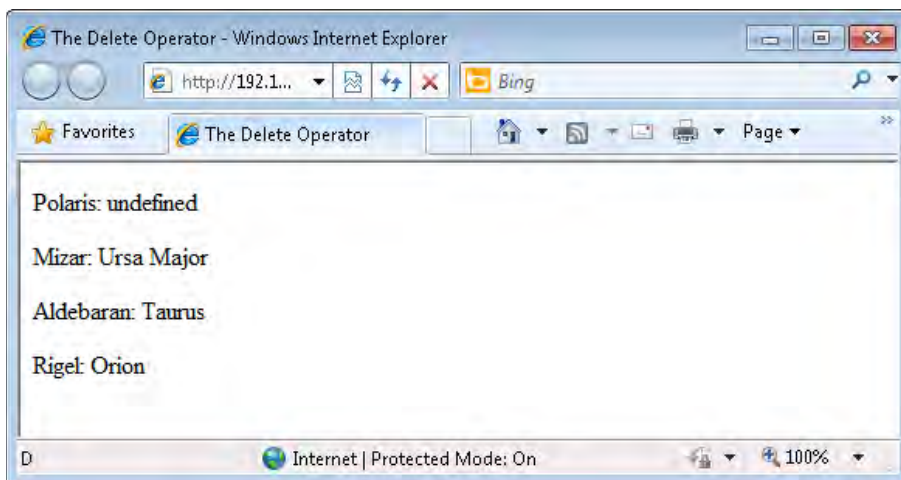 The Delete Operator - Windows Internet Explorer
http://192.1... Bing
Favorites The Delete Operator Page
Polaris: undefined
Mizar: Ursa Major
Aldebaran: Taurus
Rigel: Orion
D Internet | Protected Mode: On 100%